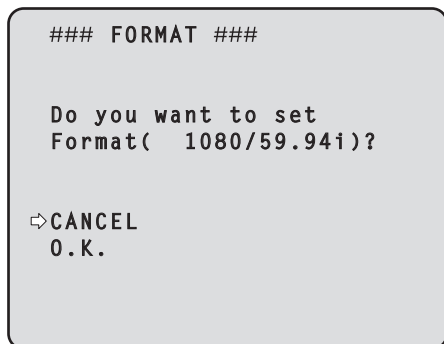 ### FORMAT ###
Do you want to set
Format(  1080/59.94i)?
⇨CANCEL
O.K.